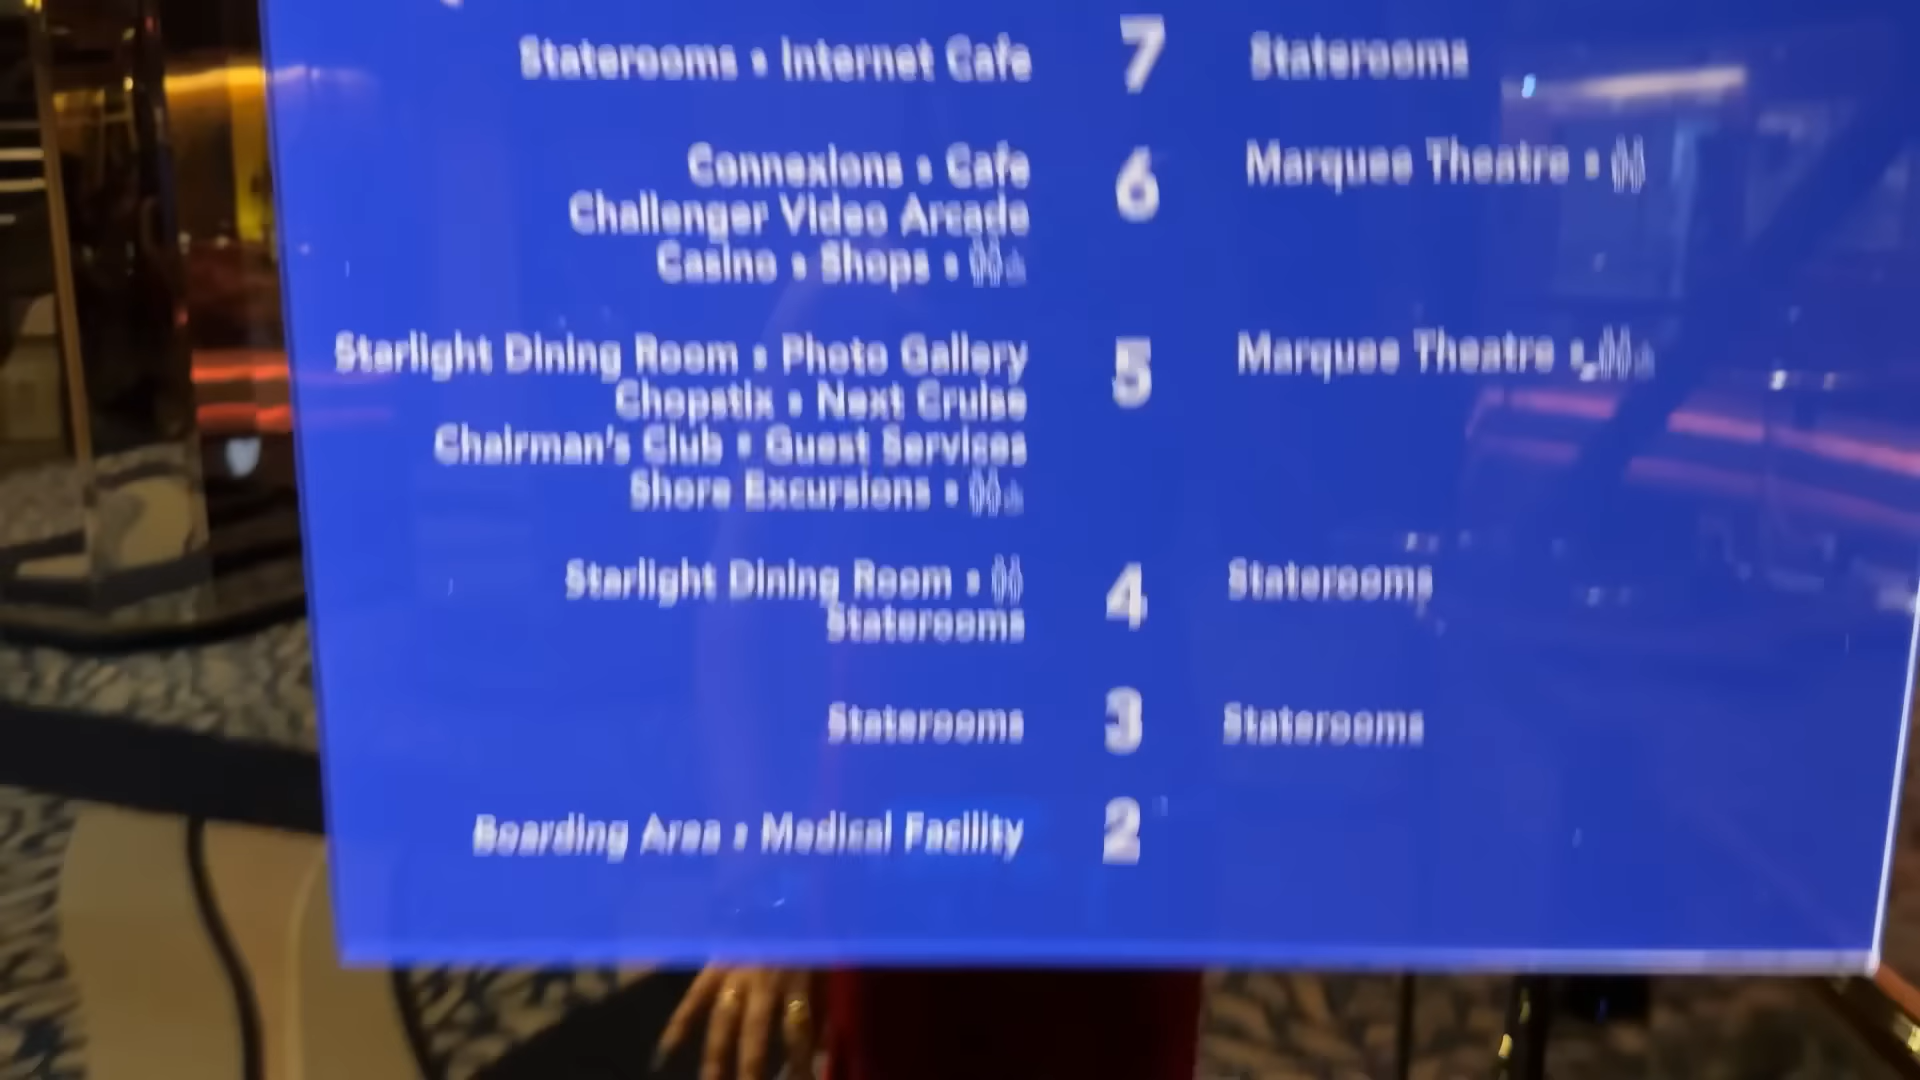 Staterooms • Internet Cafe 7 Staterooms
Connexions • Cafe 6 Marquee Theatre •
Challenger Video Arcade
Casino • Shops •
Starlight Dining Room • Photo Gallery 5 Marquee Theatre •
Chopstix • Next Cruise
Chairman's Club • Guest Services
Shore Excursions •
Starlight Dining Room • 4 Staterooms
Staterooms
Staterooms 3 Staterooms
Boarding Area • Medical Facility 2